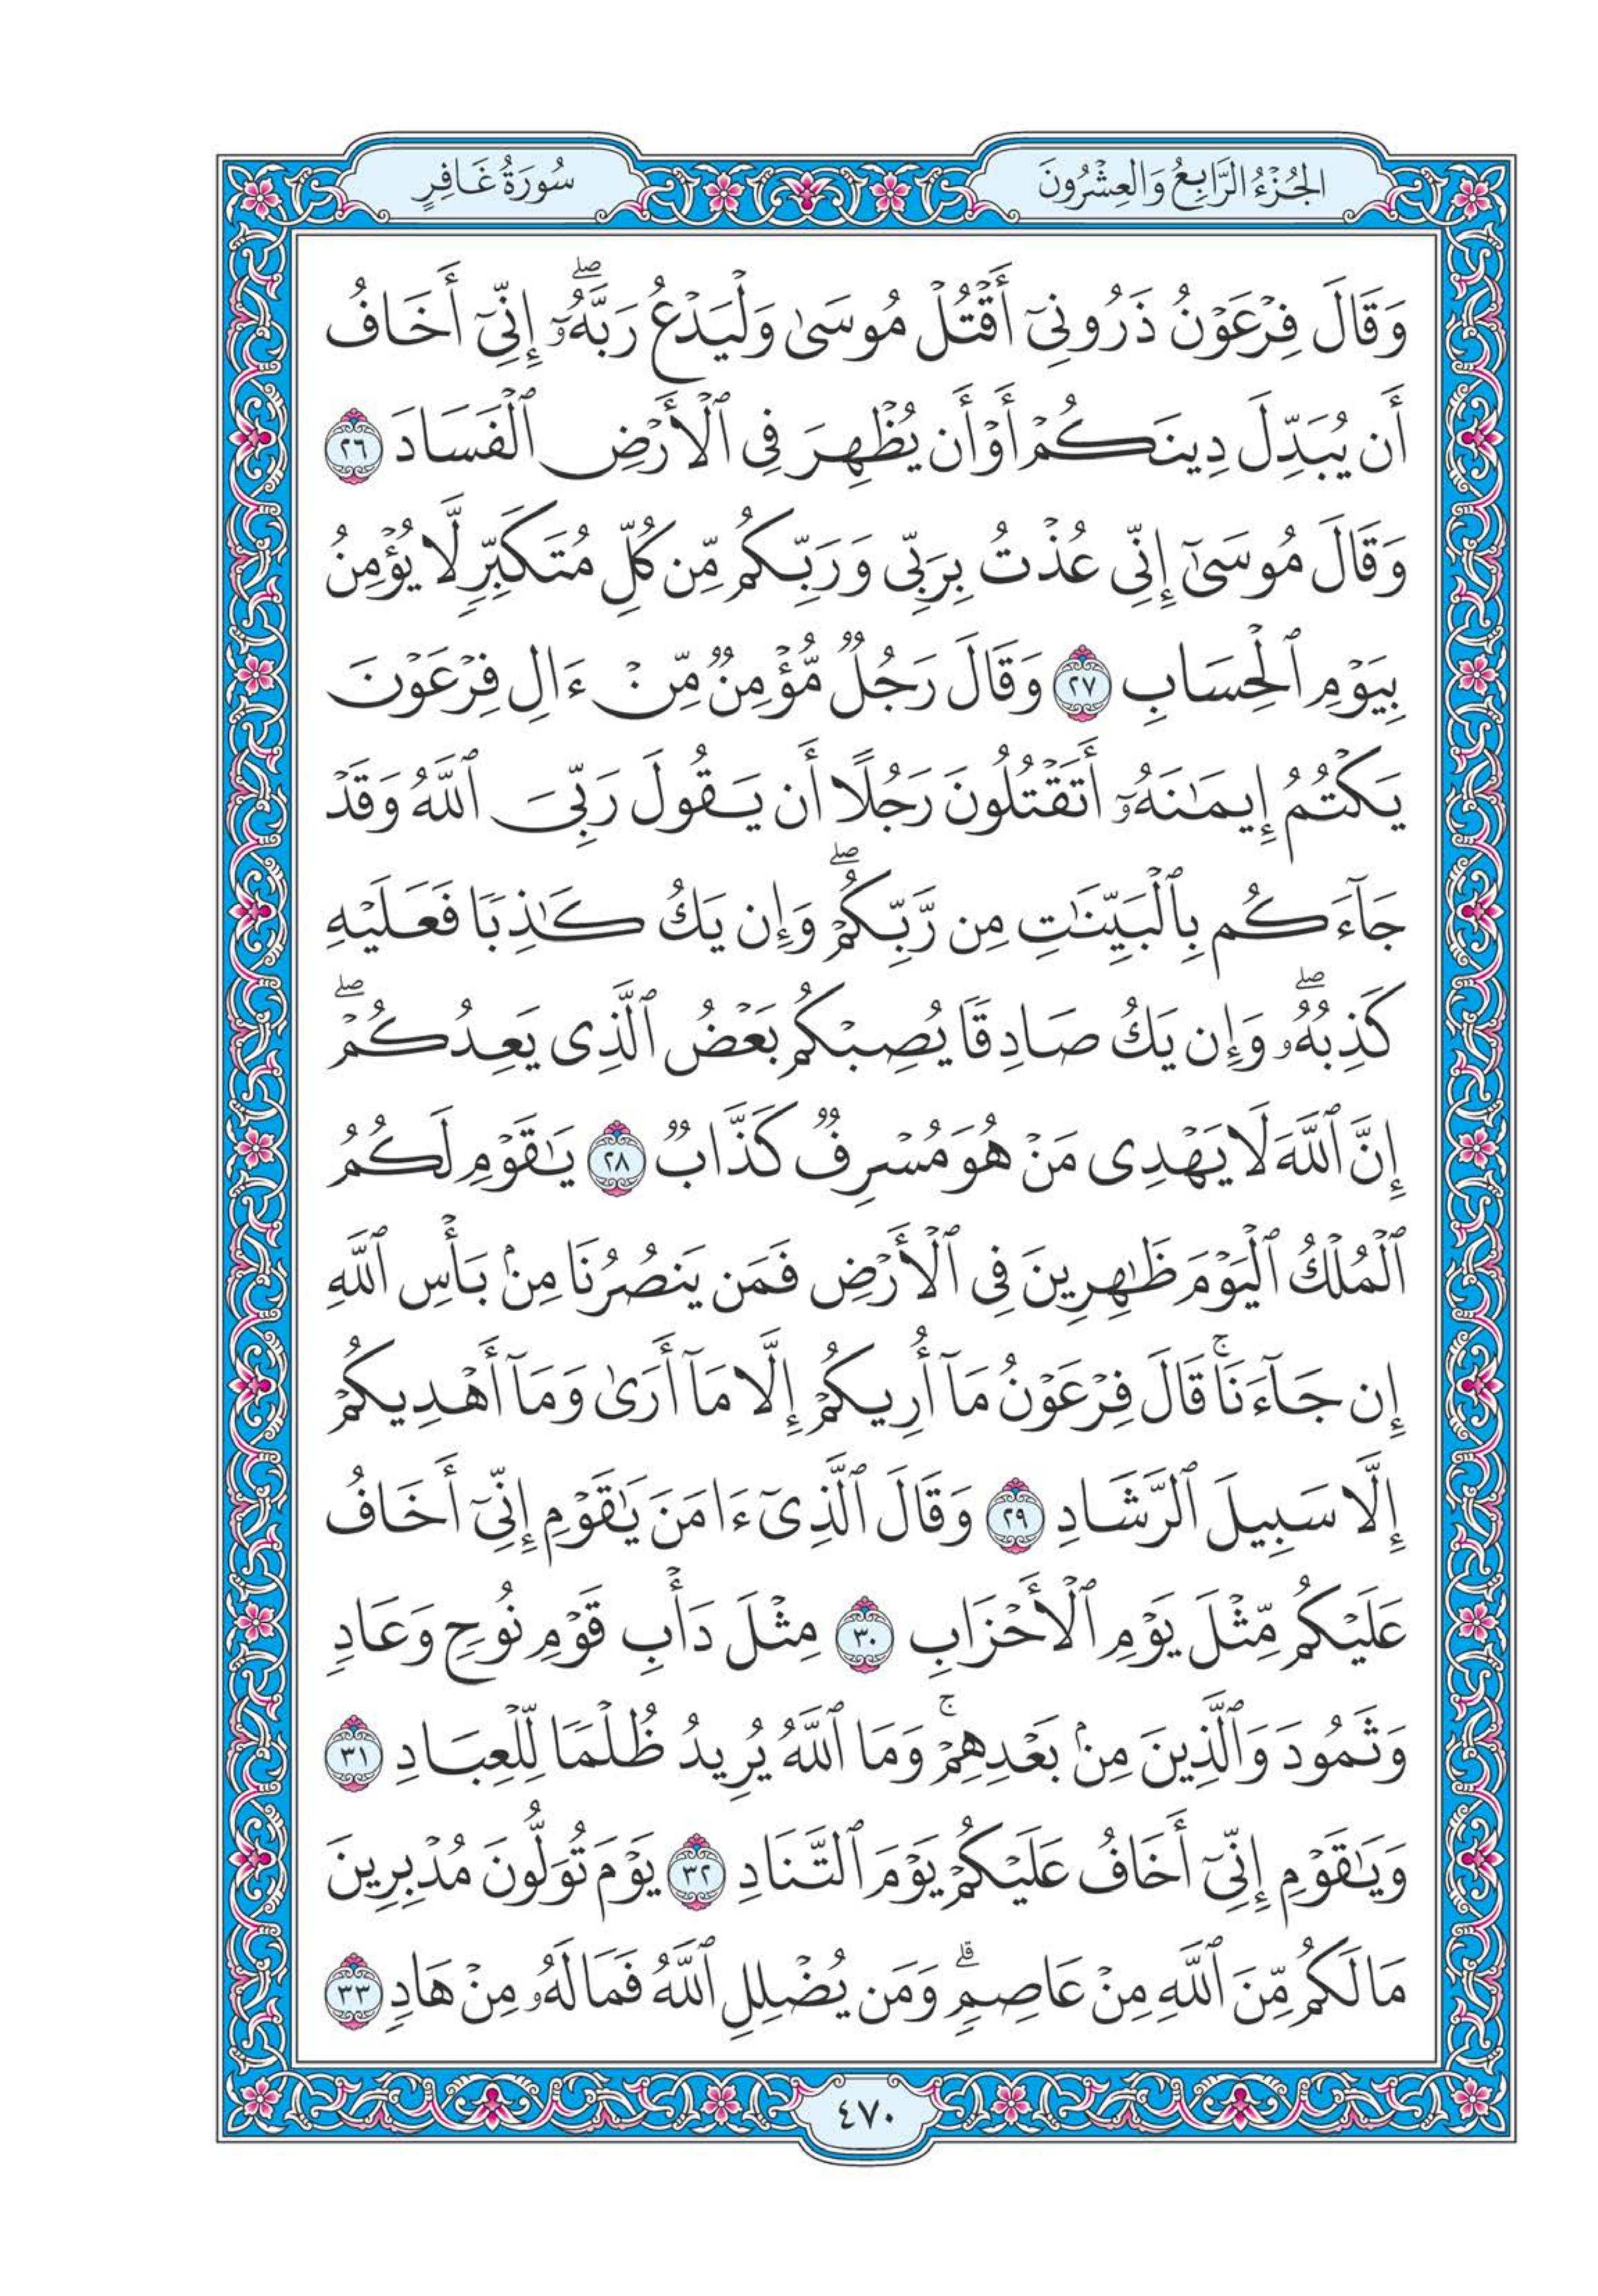 الجُزْءُ الرَّابِعُ وَالعِشْرُونَ
سُورَةُ غَافِرٍ
وَقَالَ فِرْعَوْنُ ذَرُونِيٓ أَقْتُلْ مُوسَىٰ وَلْيَدْعُ رَبَّهُۥٓۖ إِنِّيٓ أَخَافُ
أَن يُبَدِّلَ دِينَكُمْ أَوْ أَن يُظْهِرَ فِي ٱلْأَرْضِ ٱلْفَسَادَ ٢٦
وَقَالَ مُوسَىٰٓ إِنِّي عُذْتُ بِرَبِّي وَرَبِّكُم مِّن كُلِّ مُتَكَبِّرٍ لَّا يُؤْمِنُ
بِيَوْمِ ٱلْحِسَابِ ٢٧ وَقَالَ رَجُلٌ مُّؤْمِنٌ مِّنْ ءَالِ فِرْعَوْنَ
يَكْتُمُ إِيمَٰنَهُۥٓ أَتَقْتُلُونَ رَجُلًا أَن يَقُولَ رَبِّيَ ٱللَّهُ وَقَدْ
جَآءَكُم بِٱلْبَيِّنَٰتِ مِن رَّبِّكُمْۖ وَإِن يَكُ كَٰذِبًا فَعَلَيْهِ
كَذِبُهُۥۖ وَإِن يَكُ صَادِقًا يُصِبْكُم بَعْضُ ٱلَّذِي يَعِدُكُمْۖ
إِنَّ ٱللَّهَ لَا يَهْدِي مَنْ هُوَ مُسْرِفٌ كَذَّابٌ ٢٨ يَٰقَوْمِ لَكُمُ
ٱلْمُلْكُ ٱلْيَوْمَ ظَٰهِرِينَ فِي ٱلْأَرْضِ فَمَن يَنصُرُنَا مِنۢ بَأْسِ ٱللَّهِ
إِن جَآءَنَاۚ قَالَ فِرْعَوْنُ مَآ أُرِيكُمْ إِلَّا مَآ أَرَىٰ وَمَآ أَهْدِيكُمْ
إِلَّا سَبِيلَ ٱلرَّشَادِ ٢٩ وَقَالَ ٱلَّذِيٓ ءَامَنَ يَٰقَوْمِ إِنِّيٓ أَخَافُ
عَلَيْكُم مِّثْلَ يَوْمِ ٱلْأَحْزَابِ ٣٠ مِثْلَ دَأْبِ قَوْمِ نُوحٍ وَعَادٍ
وَثَمُودَ وَٱلَّذِينَ مِنۢ بَعْدِهِمْۚ وَمَا ٱللَّهُ يُرِيدُ ظُلْمًا لِّلْعِبَادِ ٣١
وَيَٰقَوْمِ إِنِّيٓ أَخَافُ عَلَيْكُمْ يَوْمَ ٱلتَّنَادِ ٣٢ يَوْمَ تُوَلُّونَ مُدْبِرِينَ
مَا لَكُم مِّنَ ٱللَّهِ مِنْ عَاصِمٍۗ وَمَن يُضْلِلِ ٱللَّهُ فَمَا لَهُۥ مِنْ هَادٍ ٣٣
٤٧٠